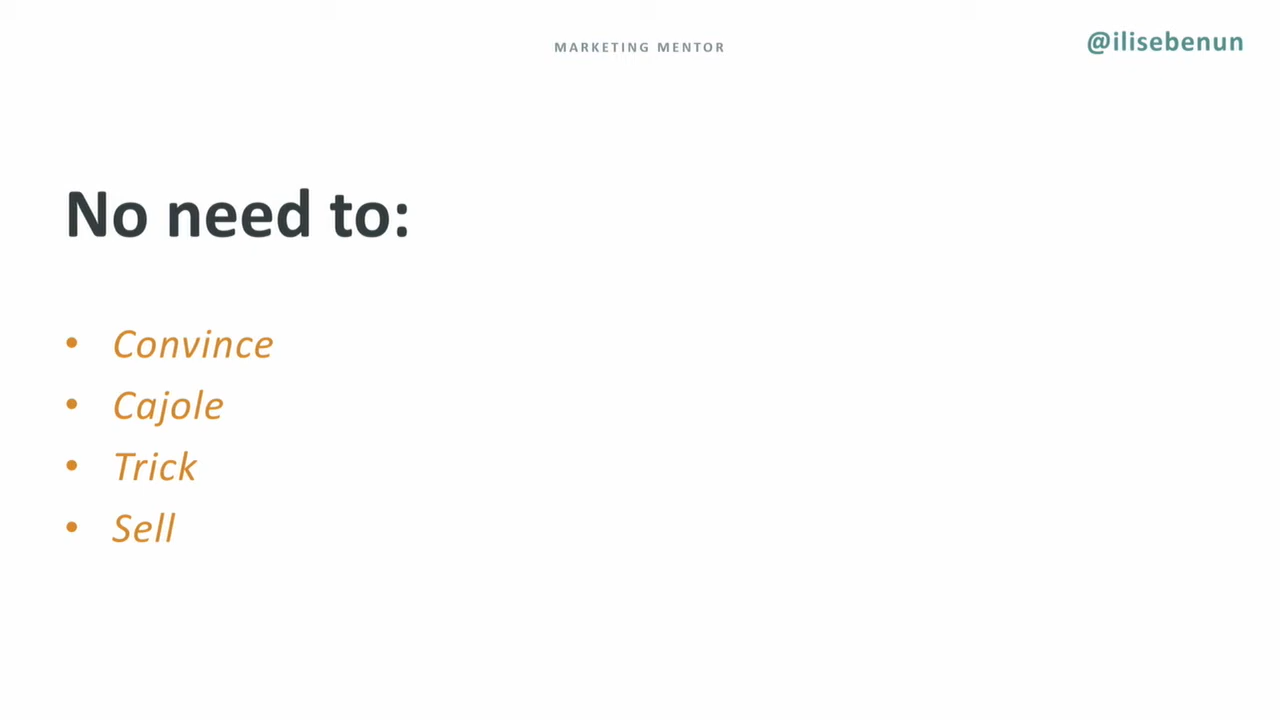 MARKETING MENTOR
@ilisebenun
No need to:
• Convince
• Cajole
• Trick
• Sell